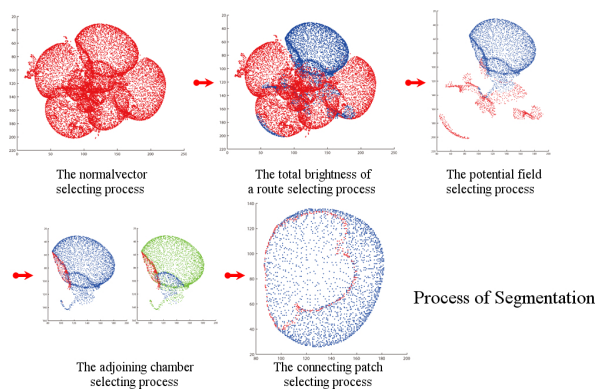 The normalvector
selecting process
The total brightness of
a route selecting process
The potential field
selecting process
The adjoining chamber
selecting process
The connecting patch
selecting process
Process of Segmentation